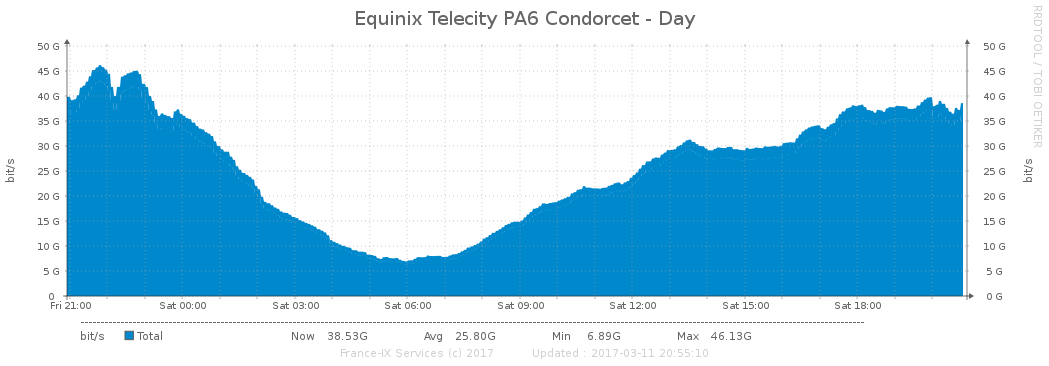 Equinix Telecity PA6 Condorcet - Day
RRDTOOL / TOBI OETIKER
50 G 50 G
45 G 45 G
40 G 40 G
35 G 35 G
30 G 30 G
25 G 25 G
20 G 20 G
15 G 15 G
10 G 10 G
5 G 5 G
0 0 G
bit/s bit/s
Fri 21:00 Sat 00:00 Sat 03:00 Sat 06:00 Sat 09:00 Sat 12:00 Sat 15:00 Sat 18:00
bit/s Total Now 38.53G Avg 25.80G Min 6.89G Max 46.13G
France-IX Services (c) 2017 Updated : 2017-03-11 20:55:10